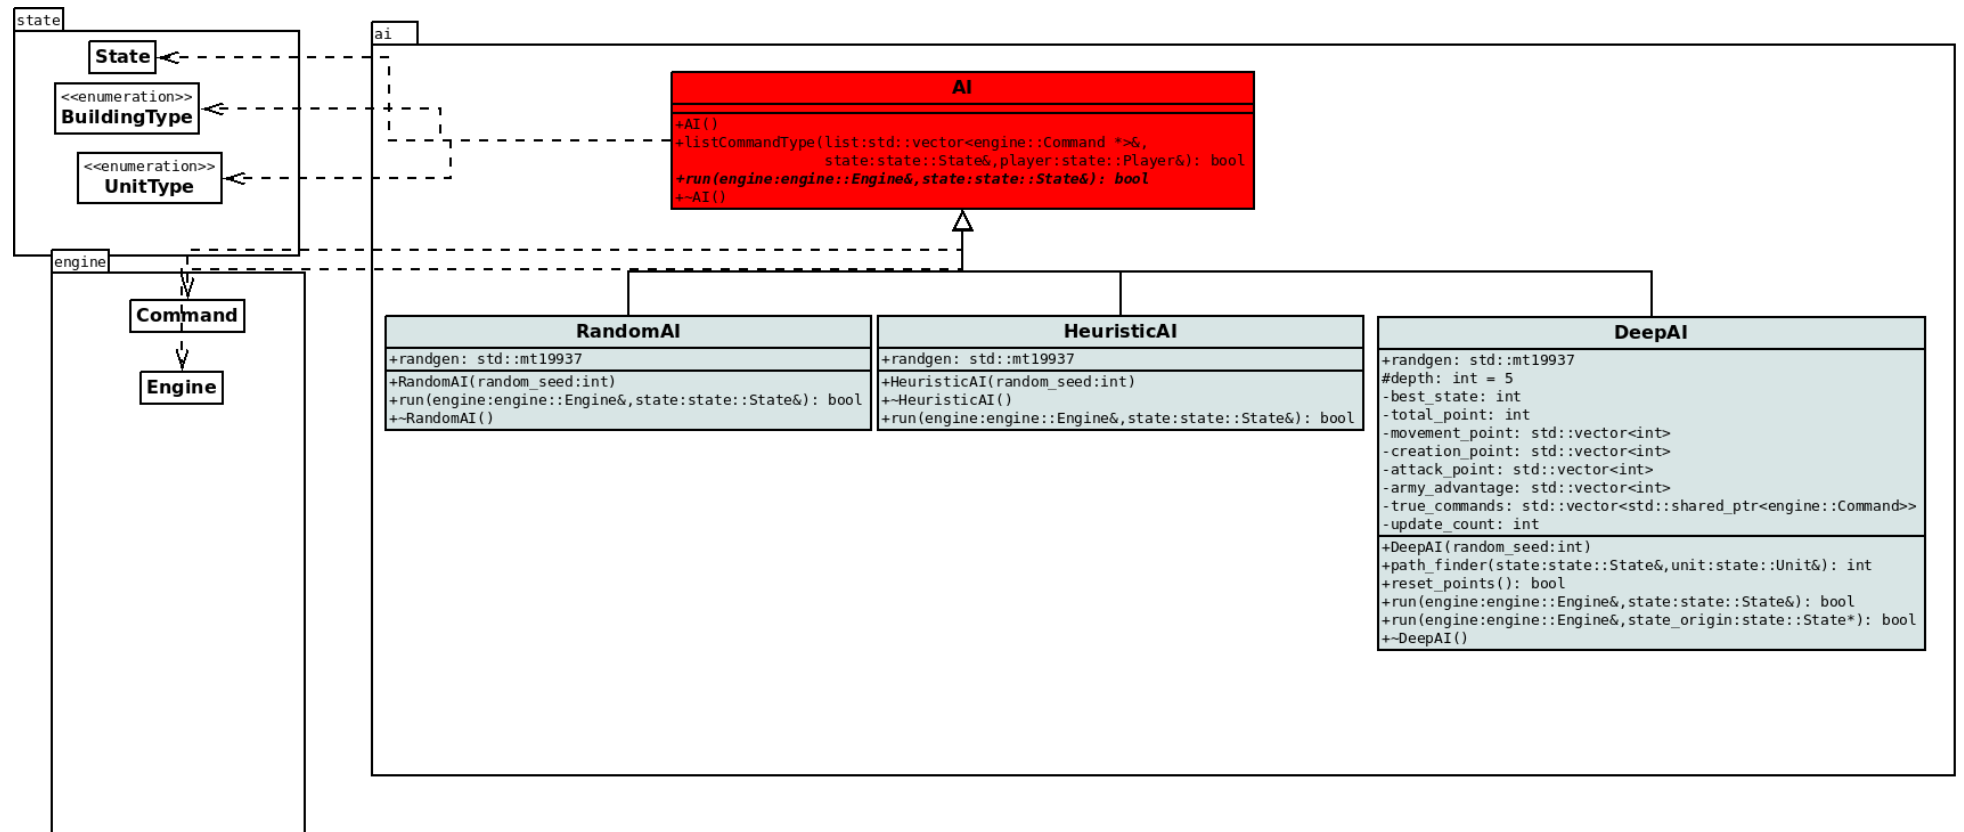 state
State
<<enumeration>>
BuildingType
<<enumeration>>
UnitType
engine
Command
Engine
ai
AI
+AI()
+listCommandType(list:std::vector<engine::Command *>&,
state:state::State&,player:state::Player&): bool
+run(engine:engine::Engine&,state:state::State&): bool
+~AI()
RandomAI
+randgen: std::mt19937
+RandomAI(random_seed:int)
+run(engine:engine::Engine&,state:state::State&): bool
+~RandomAI()
HeuristicAI
+randgen: std::mt19937
+HeuristicAI(random_seed:int)
+~HeuristicAI()
+run(engine:engine::Engine&,state:state::State&): bool
DeepAI
+randgen: std::mt19937
#depth: int = 5
-best_state: int
-total_point: int
-movement_point: std::vector<int>
-creation_point: std::vector<int>
-attack_point: std::vector<int>
-army_advantage: std::vector<int>
-true_commands: std::vector<std::shared_ptr<engine::Command>>
-update_count: int
+DeepAI(random_seed:int)
+path_finder(state:state::State&,unit:state::Unit&): int
+reset_points(): bool
+run(engine:engine::Engine&,state:state::State&): bool
+run(engine:engine::Engine&,state_origin:state::State*): bool
+~DeepAI()